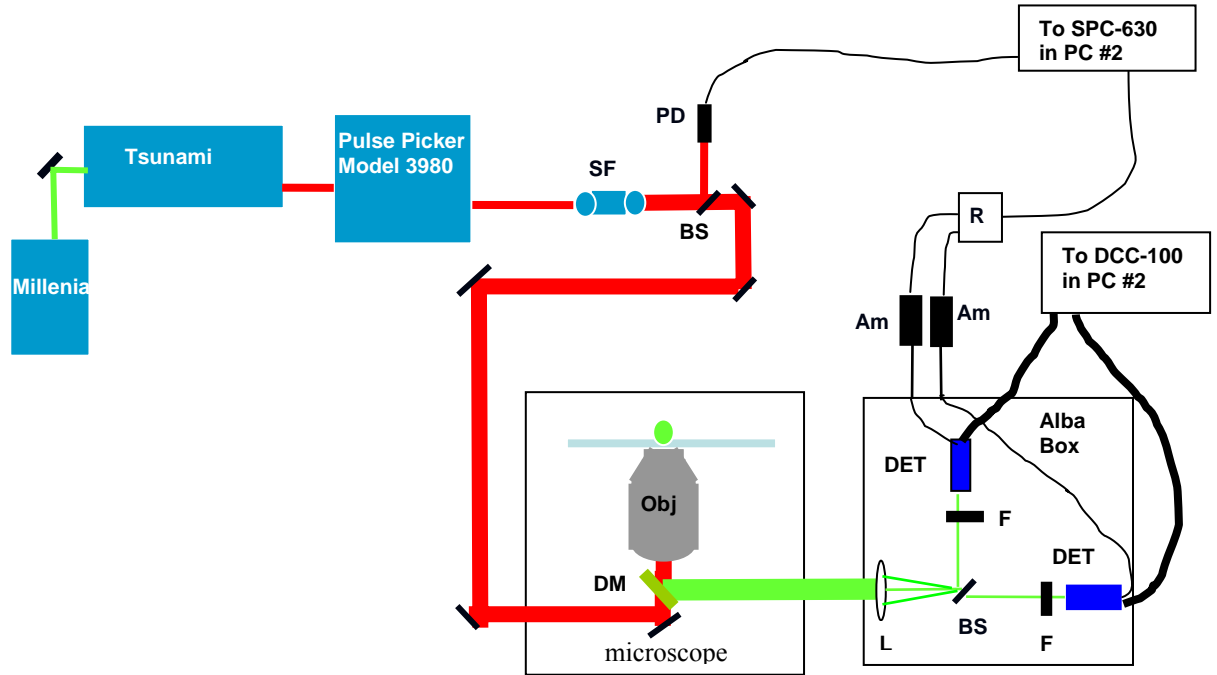 To SPC-630
in PC #2
PD
Tsunami
Pulse Picker
Model 3980
SF
BS
R
Millenia
To DCC-100
in PC #2
Am
Am
Alba
Box
DET
Obj
F
DET
DM
BS
F
L
microscope